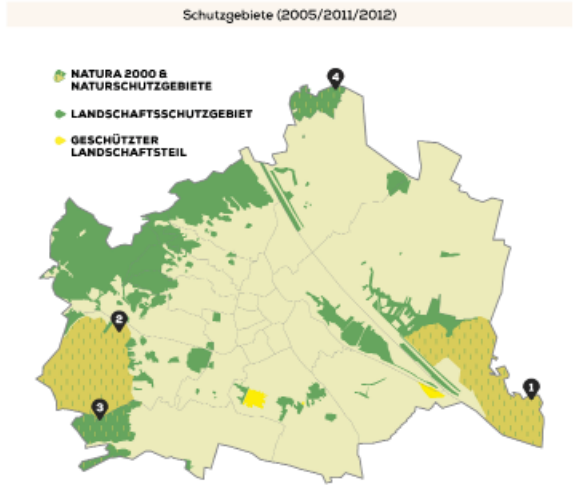 Schutzgebiete (2005/2011/2012)
NATURA 2000 &
NATURSCHUTZGEBIETE
LANDSCHAFTSSCHUTZGEBIET
GESCHÜTZTER
LANDSCHAFTSTEIL
4
2
1
3